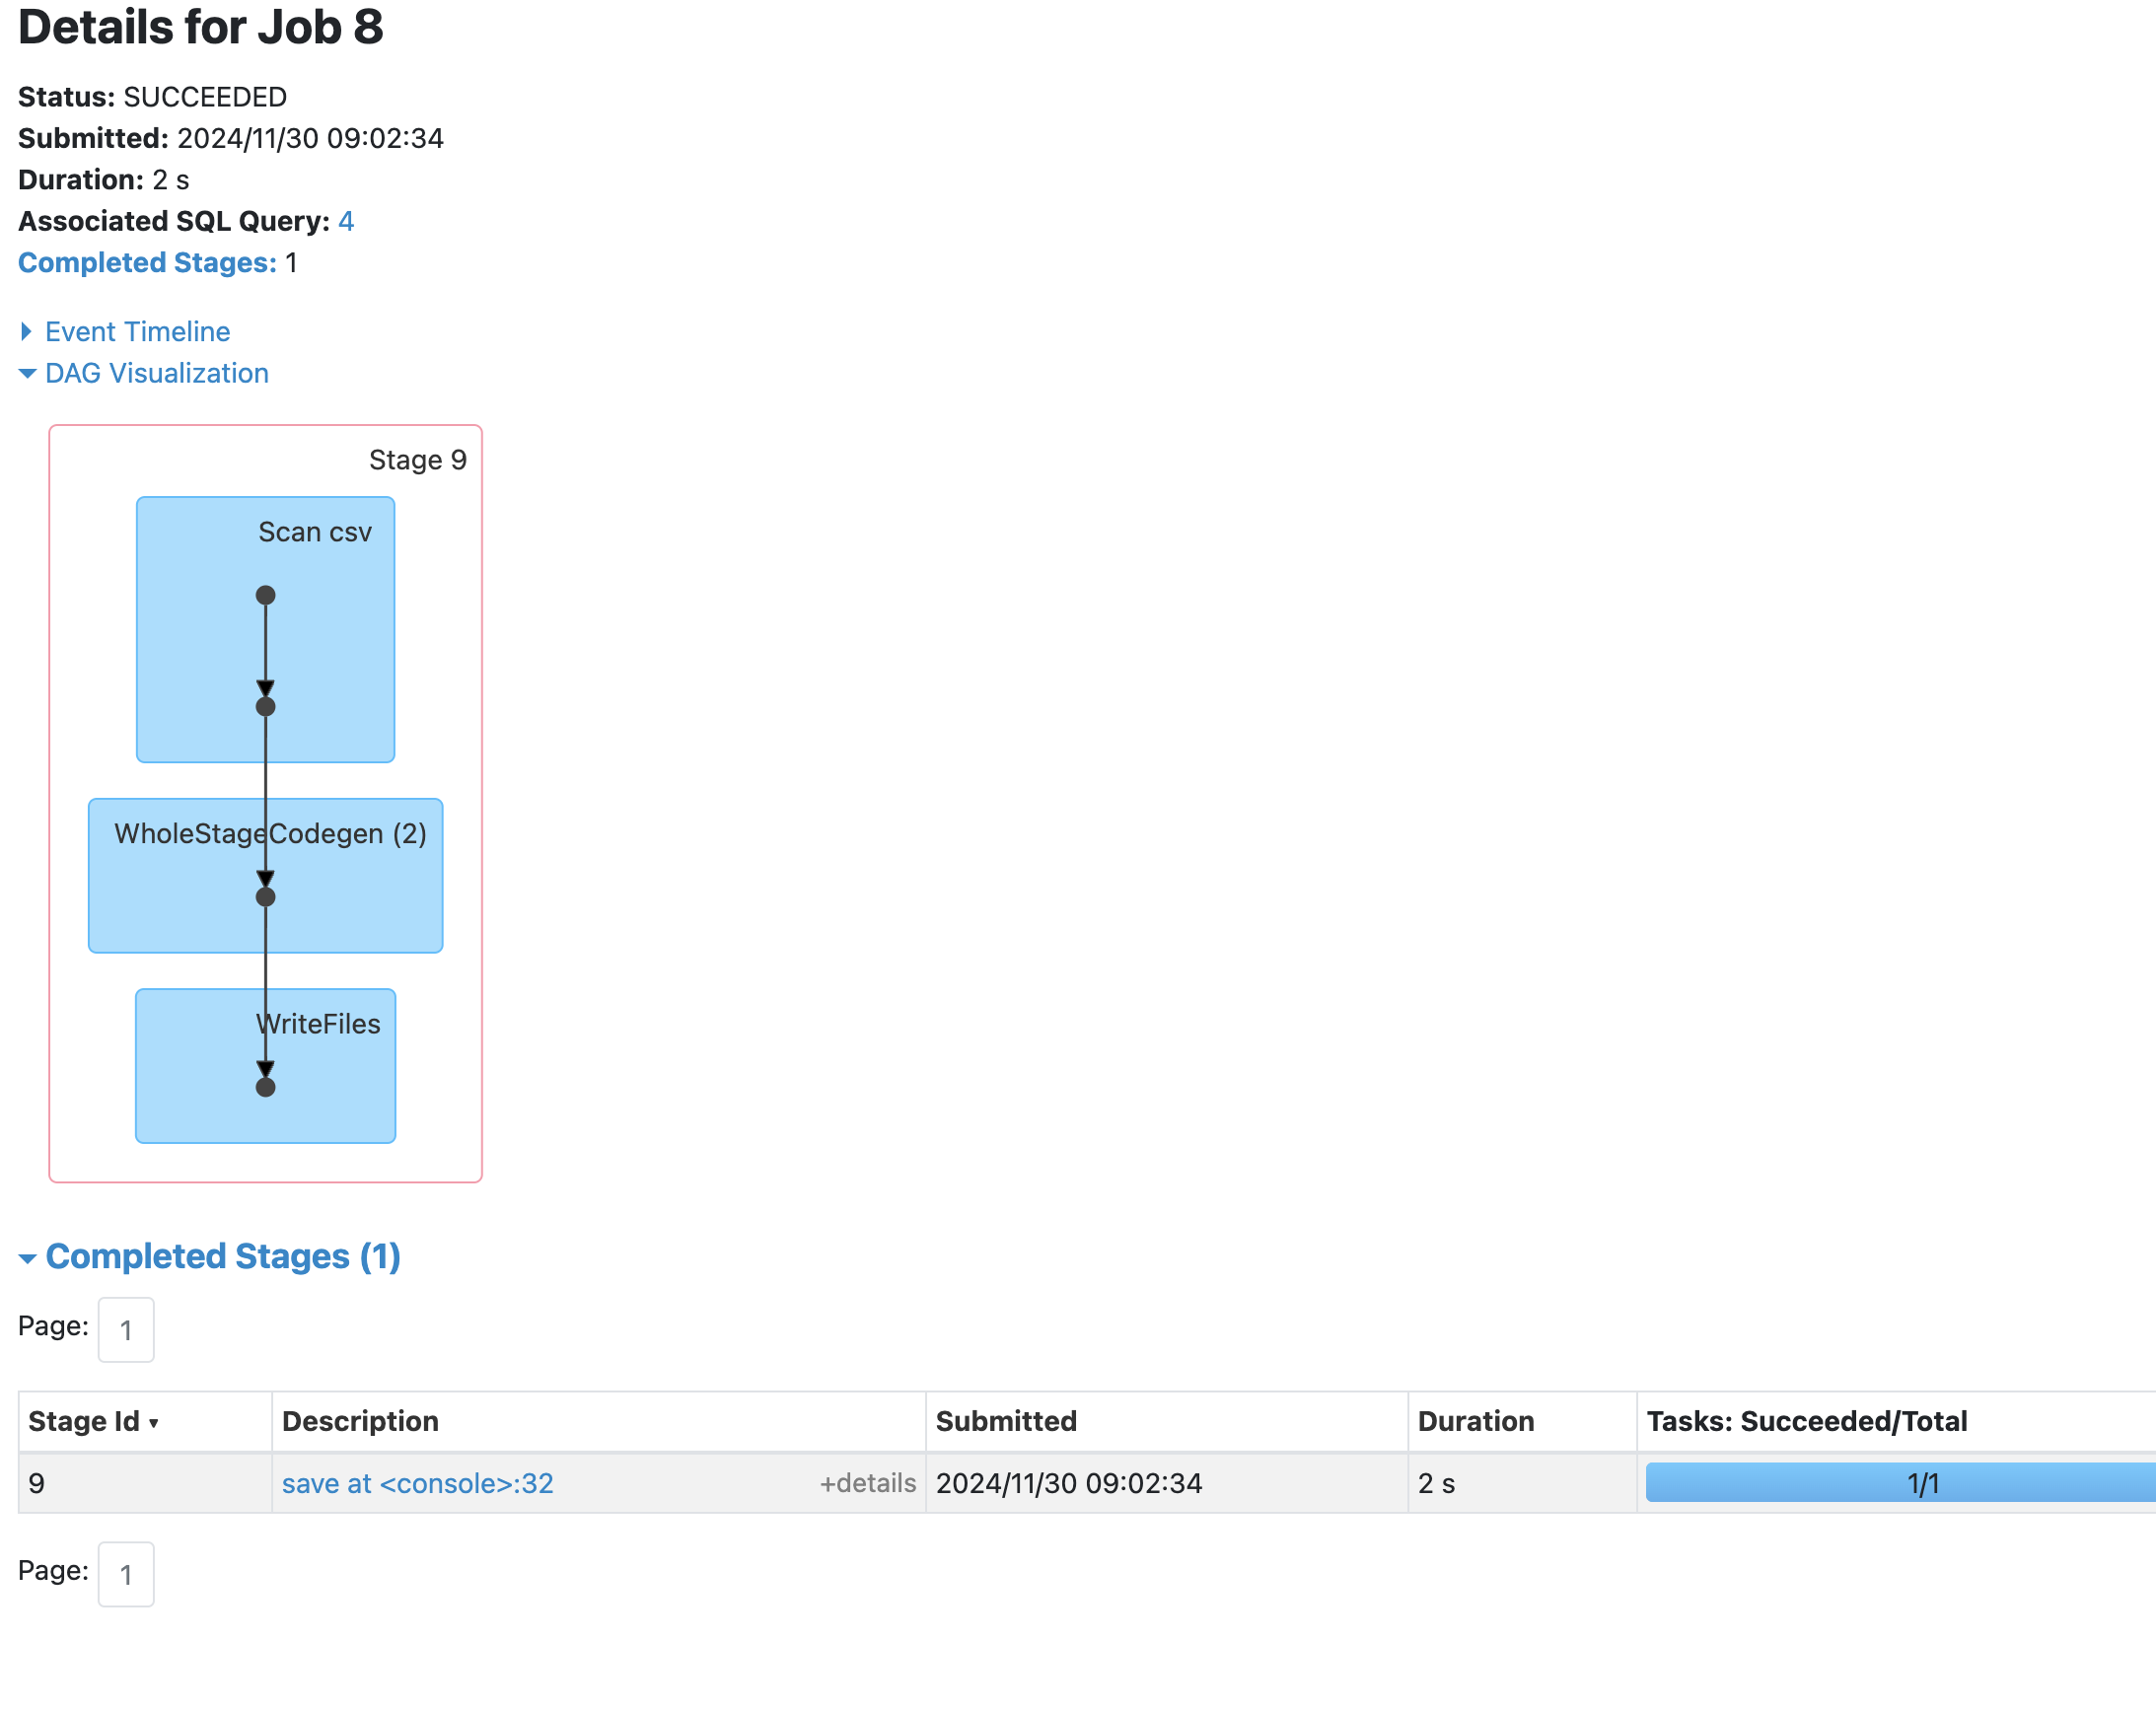 Details for Job 8
Status: SUCCEEDED
Submitted: 2024/11/30 09:02:34
Duration: 2 s
Associated SQL Query: 4
Completed Stages: 1
Event Timeline
DAG Visualization
Stage 9
Scan csv
WholeStageCodegen (2)
WriteFiles
Completed Stages (1)
Page: 1
Stage Id ▾ Description Submitted Duration Tasks: Succeeded/Total
9 save at <console>:32 +details 2024/11/30 09:02:34 2 s 1/1
Page: 1